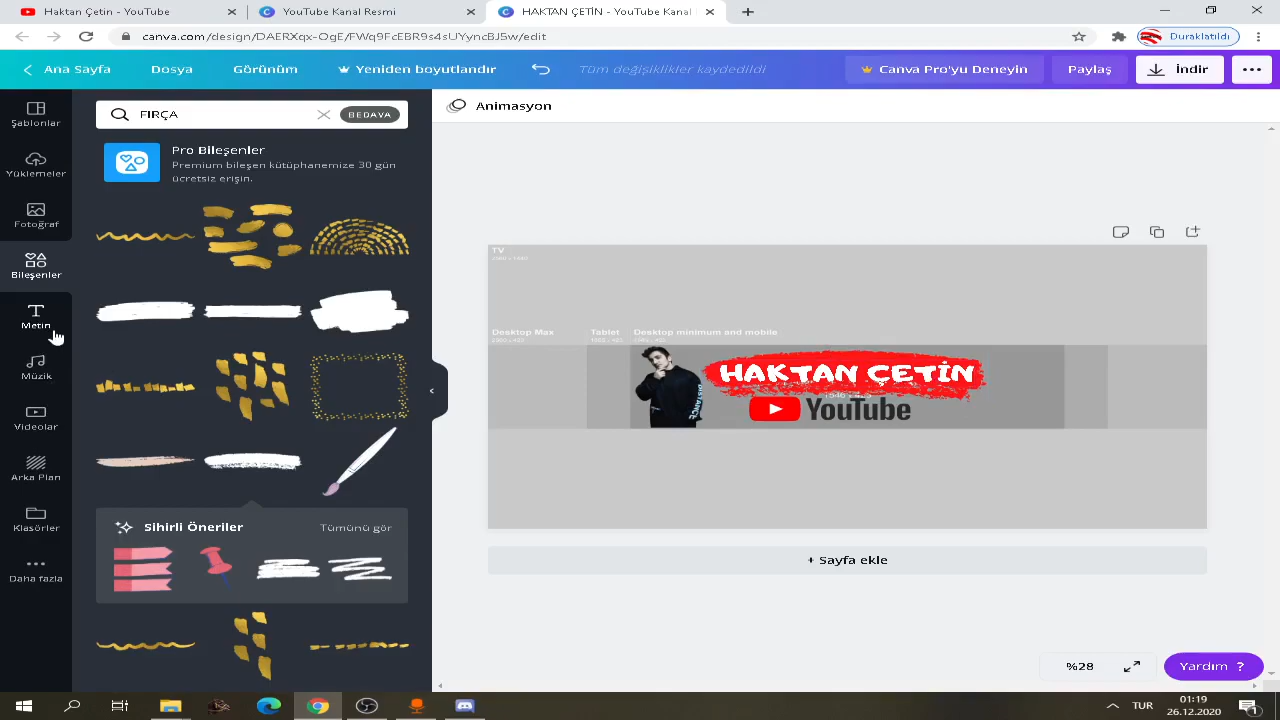 Haktan Çetin - YouTube
YouTube Kanal Resmi
HAKTAN ÇETİN - YouTube Kanal
canva.com/design/DAERXqx-OgE/FWq9FcEBR9s4sUYyncBJ5w/edit
Duraklatıldı
Ana Sayfa
Dosya
Görünüm
Yeniden boyutlandır
Tüm değişiklikler kaydedildi
Canva Pro'yu Deneyin
Paylaş
İndir
Şablonlar
Yüklemeler
Fotoğraf
Bileşenler
Metin
Müzik
Videolar
Arka Plan
Klasörler
Daha fazla
FIRÇA
BEDAVA
Pro Bileşenler
Premium bileşen kütüphanemize 30 gün
ücretsiz erişin.
Sihirli Öneriler
Tümünü gör
Animasyon
TV
Desktop Max
Tablet
Desktop minimum and mobile
HAKTAN ÇETİN
YouTube
DISTANCE
+ Sayfa ekle
%28
Yardım ?
TUR
01:19
26.12.2020